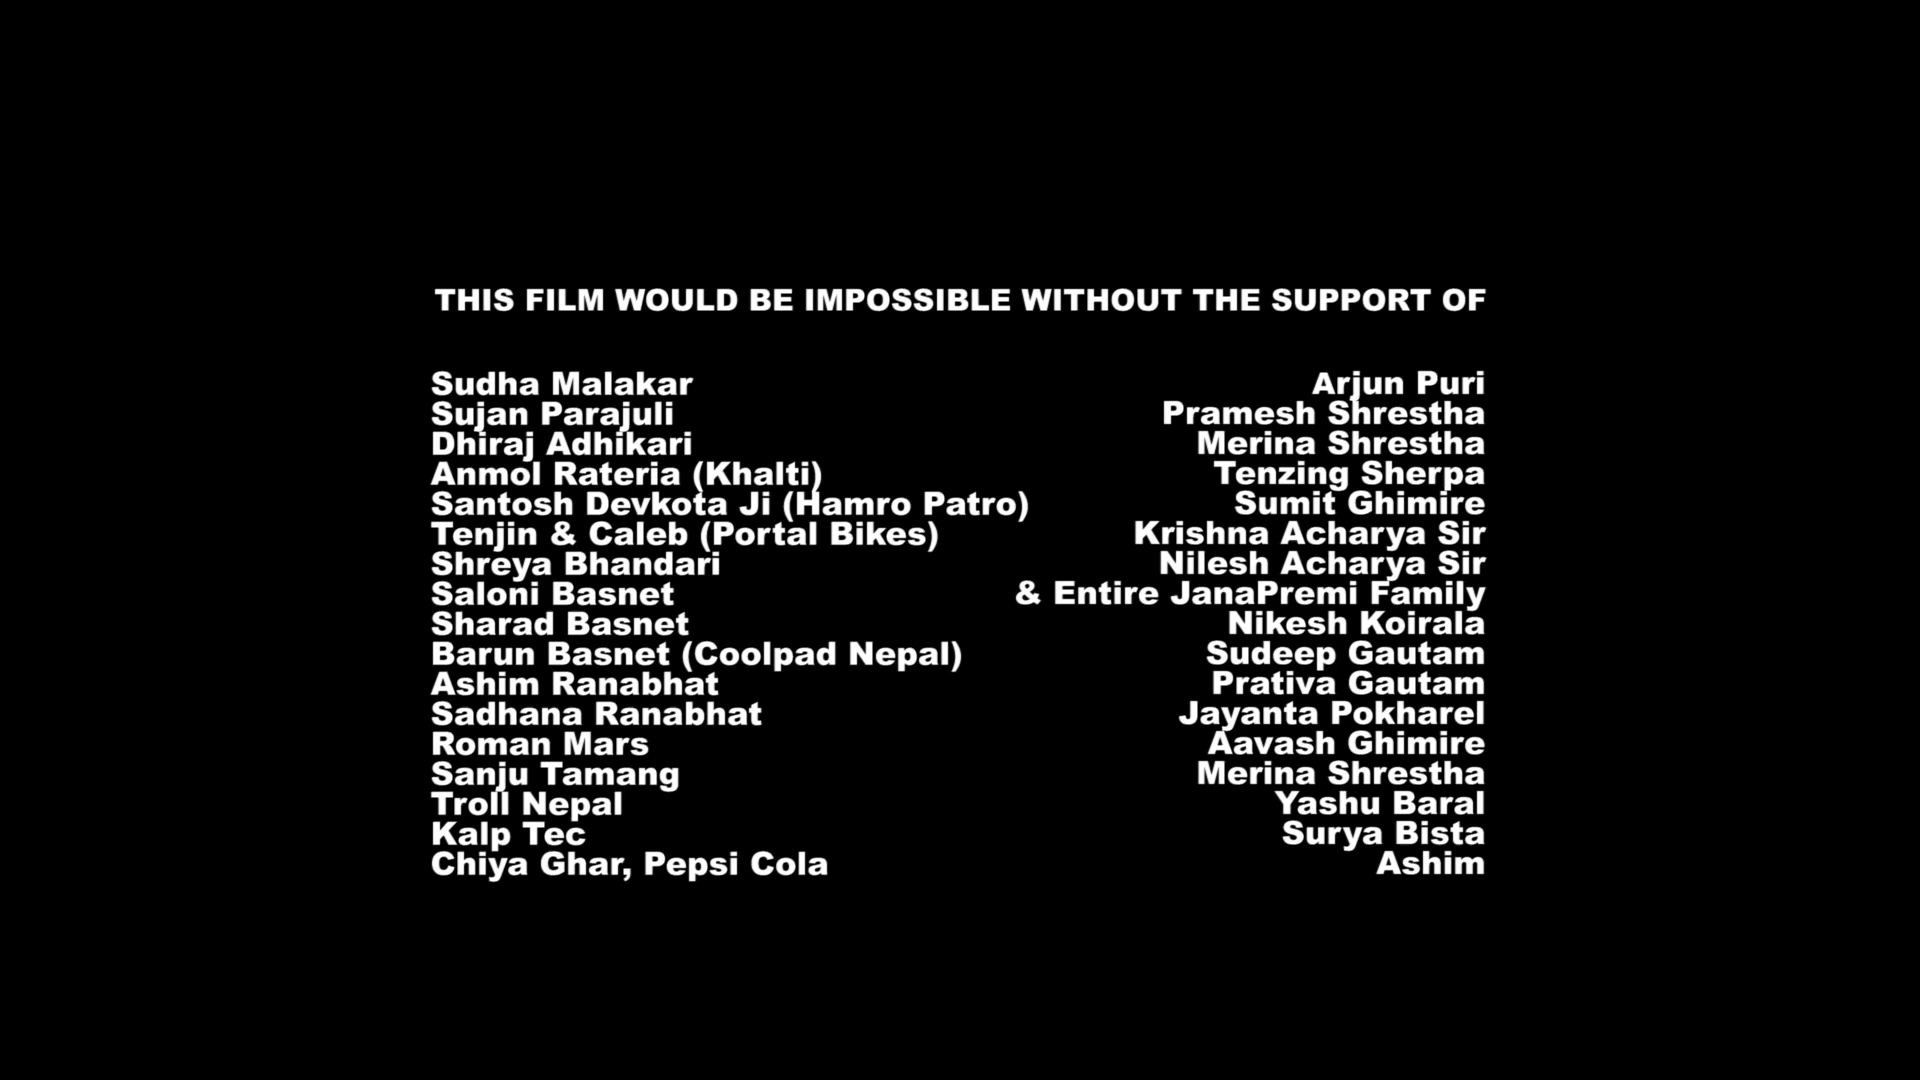 THIS FILM WOULD BE IMPOSSIBLE WITHOUT THE SUPPORT OF
Sudha Malakar
Sujan Parajuli
Dhiraj Adhikari
Anmol Rateria (Khalti)
Santosh Devkota Ji (Hamro Patro)
Tenjin & Caleb (Portal Bikes)
Shreya Bhandari
Saloni Basnet
Sharad Basnet
Barun Basnet (Coolpad Nepal)
Ashim Ranabhat
Sadhana Ranabhat
Roman Mars
Sanju Tamang
Troll Nepal
Kalp Tec
Chiya Ghar, Pepsi Cola
Arjun Puri
Pramesh Shrestha
Merina Shrestha
Tenzing Sherpa
Sumit Ghimire
Krishna Acharya Sir
Nilesh Acharya Sir
& Entire JanaPremi Family
Nikesh Koirala
Sudeep Gautam
Prativa Gautam
Jayanta Pokharel
Aavash Ghimire
Merina Shrestha
Yashu Baral
Surya Bista
Ashim